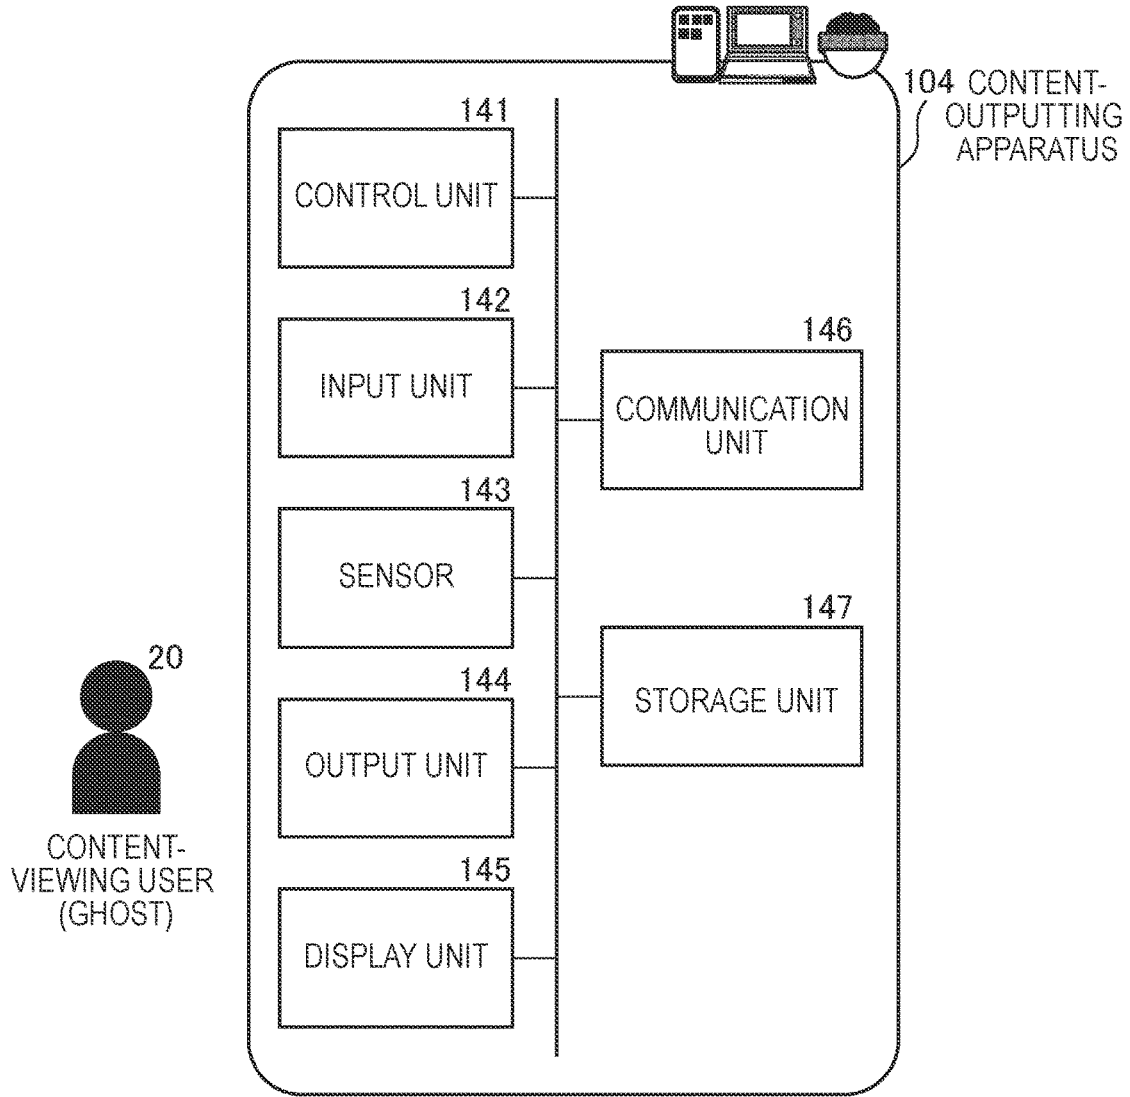 104 CONTENT-
OUTPUTTING
APPARATUS
141
CONTROL UNIT
142
INPUT UNIT
143
SENSOR
144
OUTPUT UNIT
145
DISPLAY UNIT
146
COMMUNICATION
UNIT
147
STORAGE UNIT
20
CONTENT-
VIEWING USER
(GHOST)